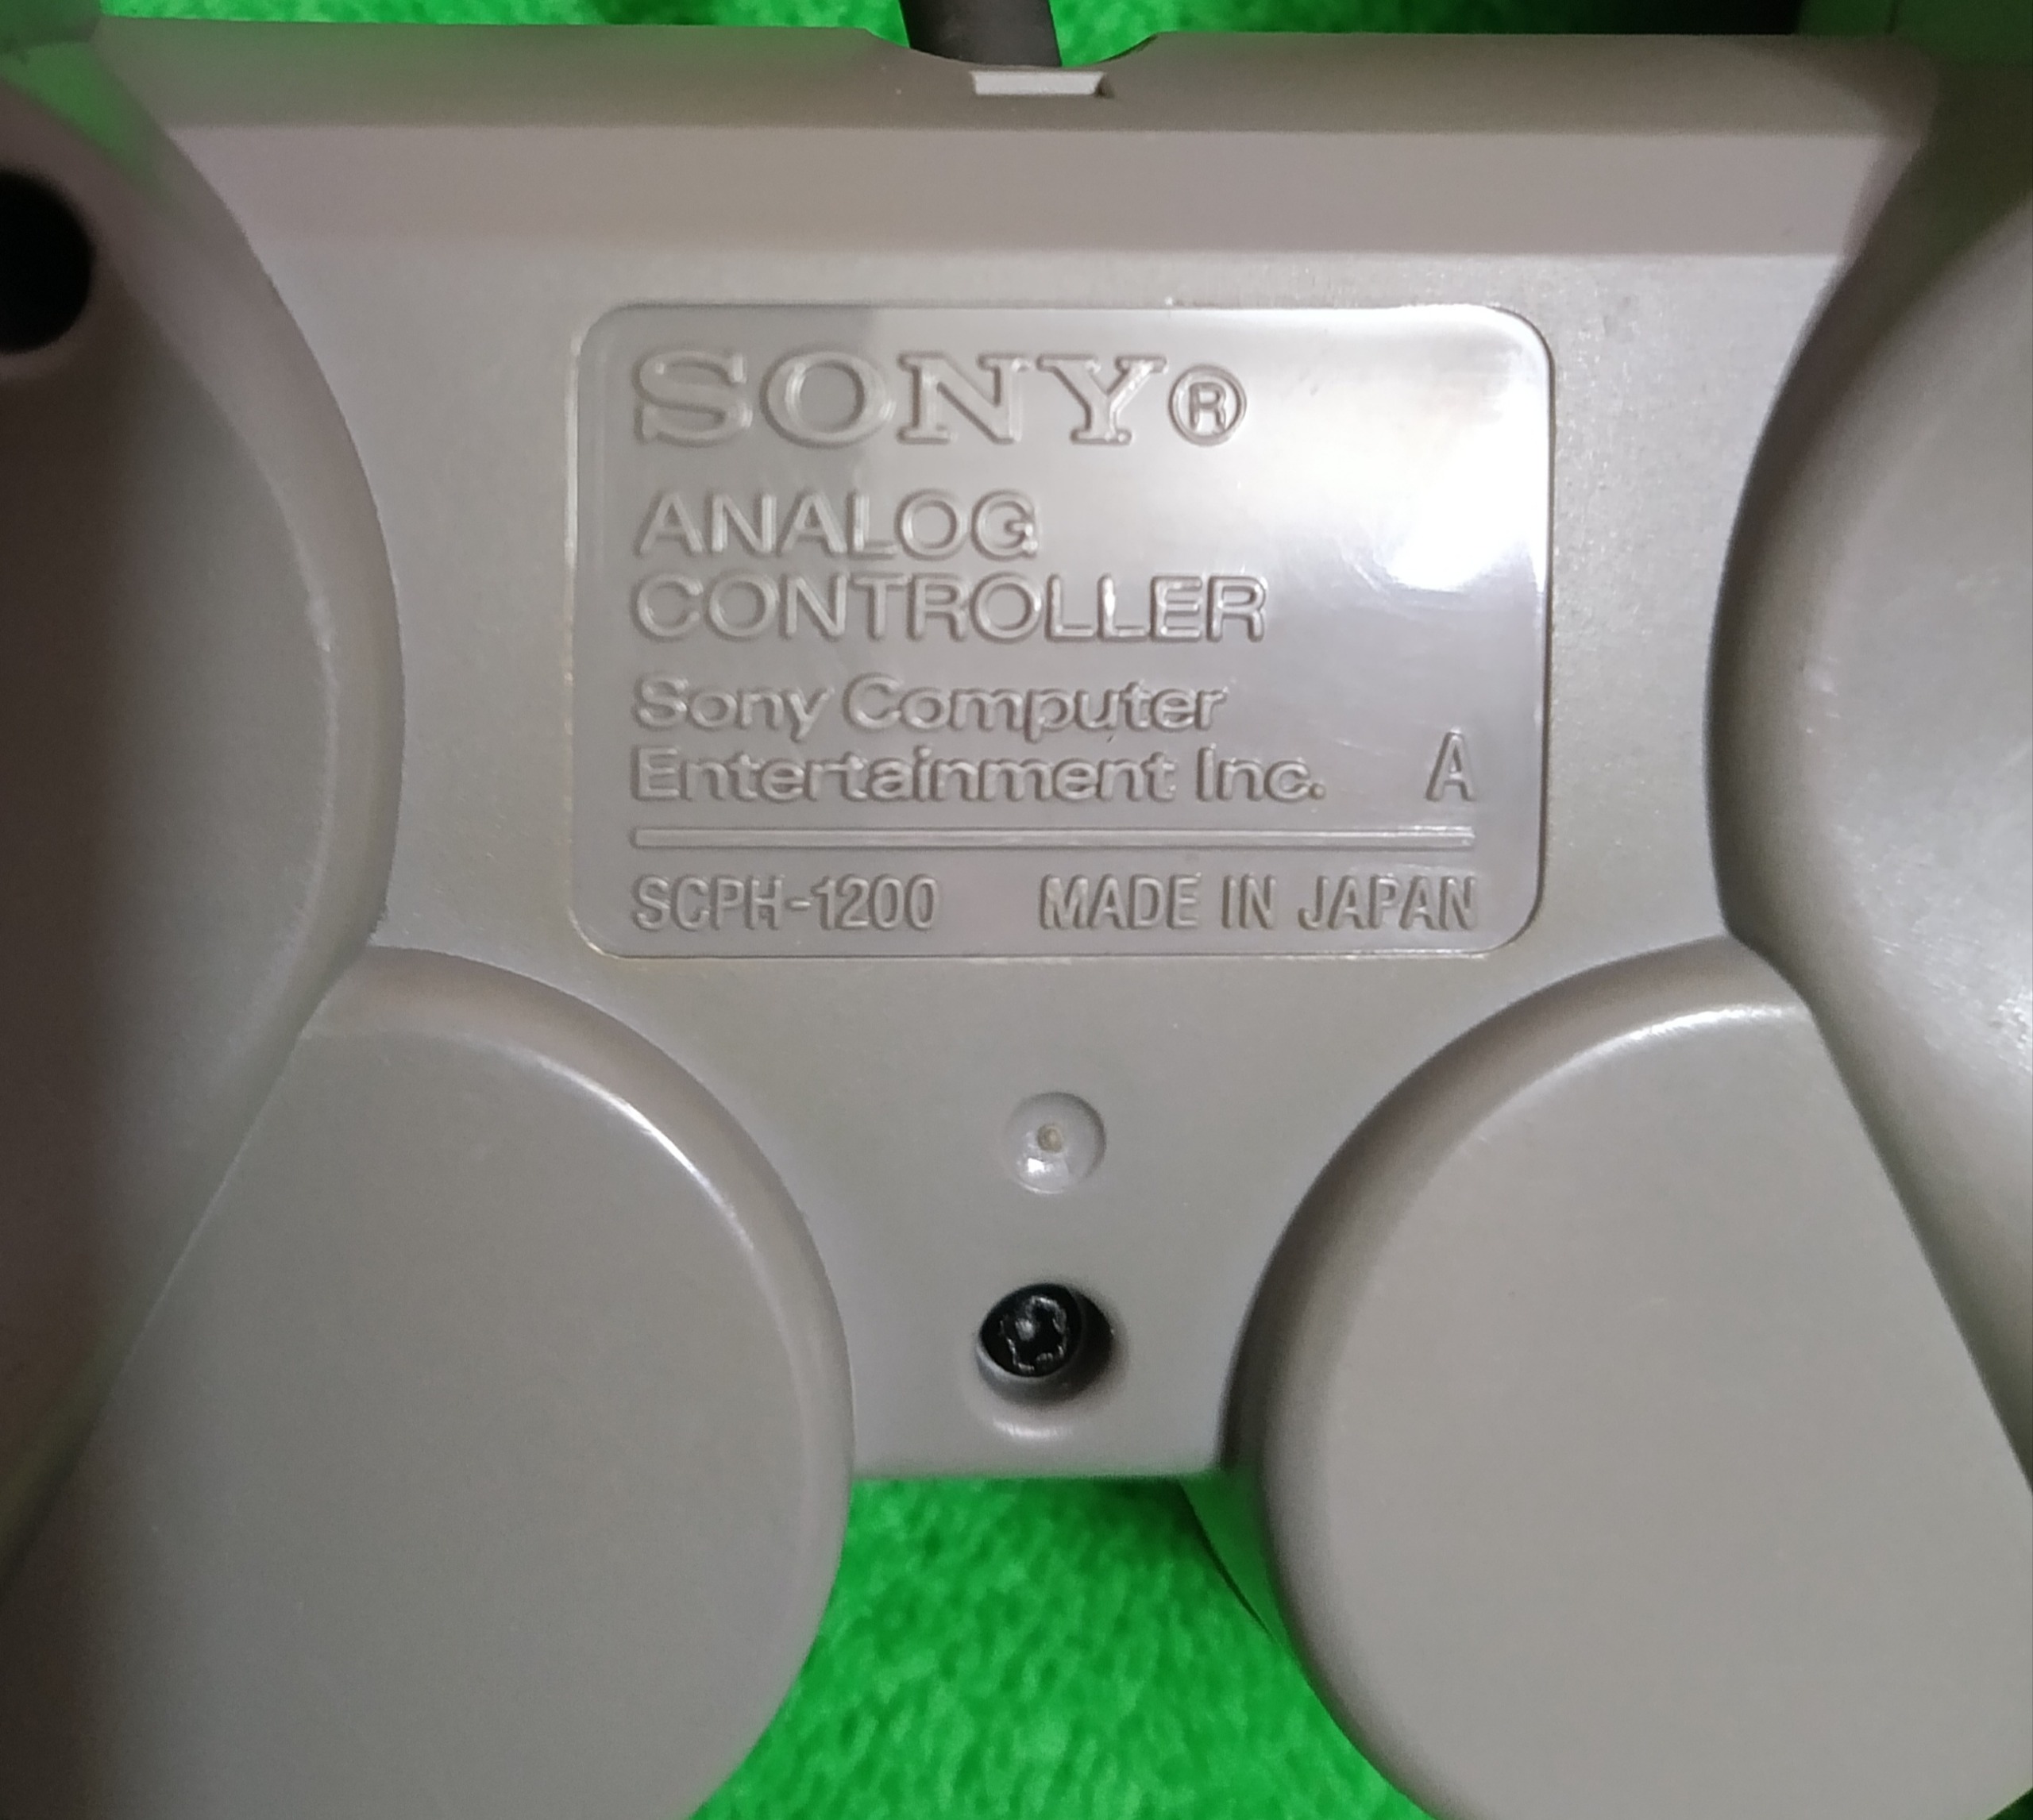 SONY®
ANALOG
CONTROLLER
Sony Computer
Entertainment Inc. A
SCPH-1200 MADE IN JAPAN